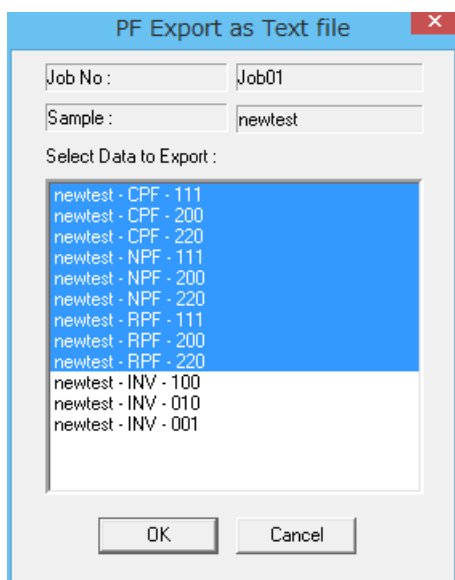 PF Export as Text file
Job No :
Job01
Sample :
newtest
Select Data to Export :
newtest - CPF - 111
newtest - CPF - 200
newtest - CPF - 220
newtest - NPF - 111
newtest - NPF - 200
newtest - NPF - 220
newtest - RPF - 111
newtest - RPF - 200
newtest - RPF - 220
newtest - INV - 100
newtest - INV - 010
newtest - INV - 001
OK
Cancel